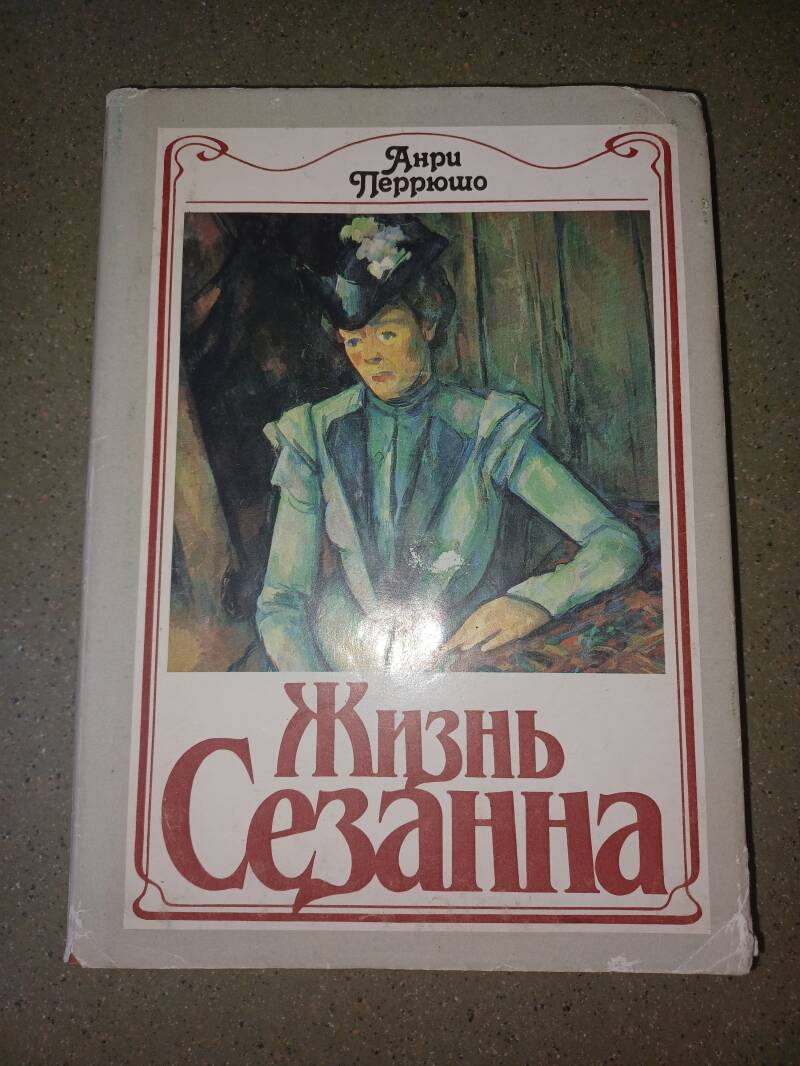 Анри
Перрюшо
Жизнь
Сезанна